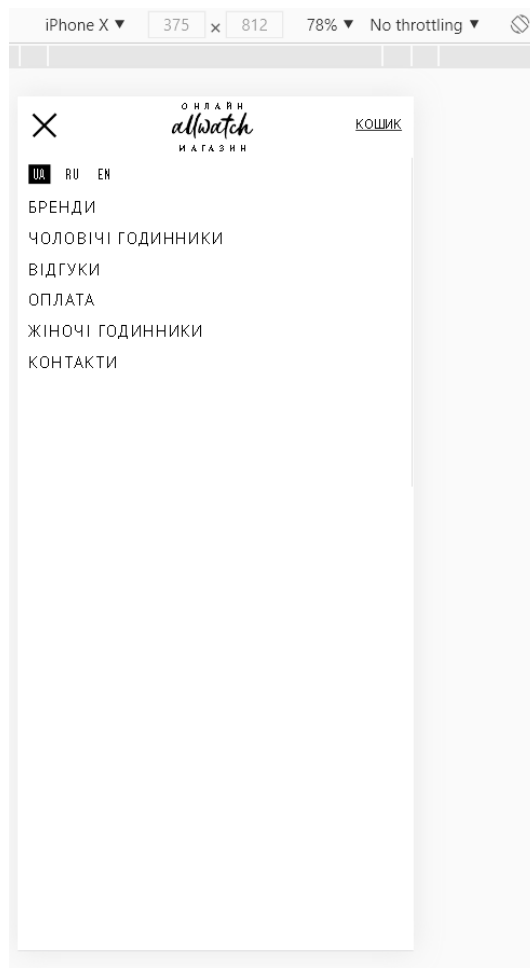 iPhone X ▼ 375 x 812 78% ▼ No throttling ▼
ОНЛАЙН
allwatch
МАГАЗИН
КОШИК
UA RU EN
БРЕНДИ
ЧОЛОВІЧІ ГОДИННИКИ
ВІДГУКИ
ОПЛАТА
ЖІНОЧІ ГОДИННИКИ
КОНТАКТИ